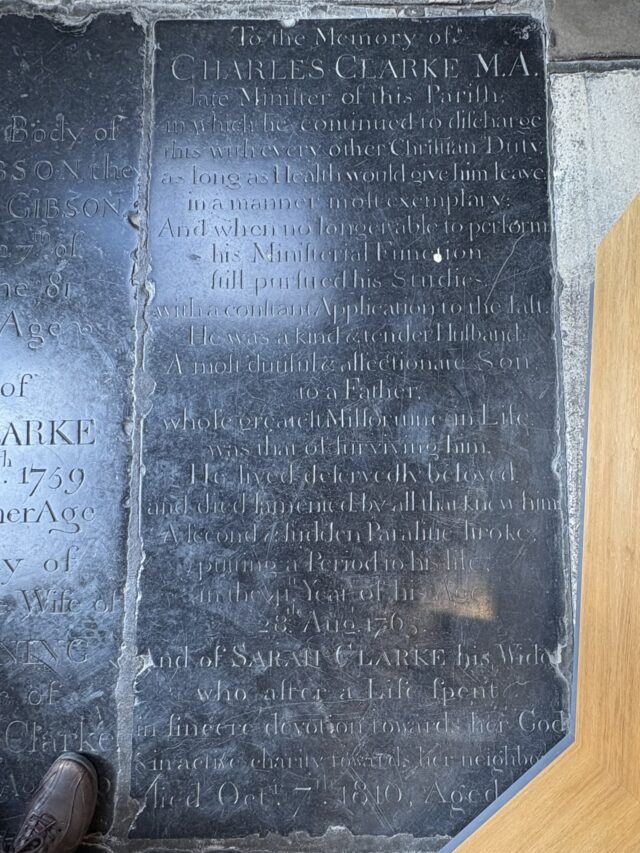 Body of
BSON the
GIBSON
7th of
81
Age
of
ARKE
th. 1759
her Age
y of
Wife of
NING
of
Clarke
To the Memory of
CHARLES CLARKE M.A.
late Miniſter of this Pariſh;
in which he continued to diſcharge
this with every other Chriſtian Duty,
as long as Health would give him leave,
in a manner moſt exemplary:
And when no longer able to perform
his Miniſterial Function
ſtill purſued his Studies
with a conſtant Application to the laſt.
He was a kind & tender Husband;
A moſt dutiful & affectionate Son
to a Father,
whoſe greateſt Miſfortune in Life
was that of ſurviving him.
He lived deſervedly beloved,
and died lamented by all that knew him
A ſecond & ſudden Paralitic ſtroke,
putting a Period to his life,
in the Year of his Age
28th Aug. 1763.
And of SARAH CLARKE his Wido
who after a Life ſpent
in ſincere devotion towards her God
& in active charity towards her neighbo
died Octr. 7th. 1810, Aged